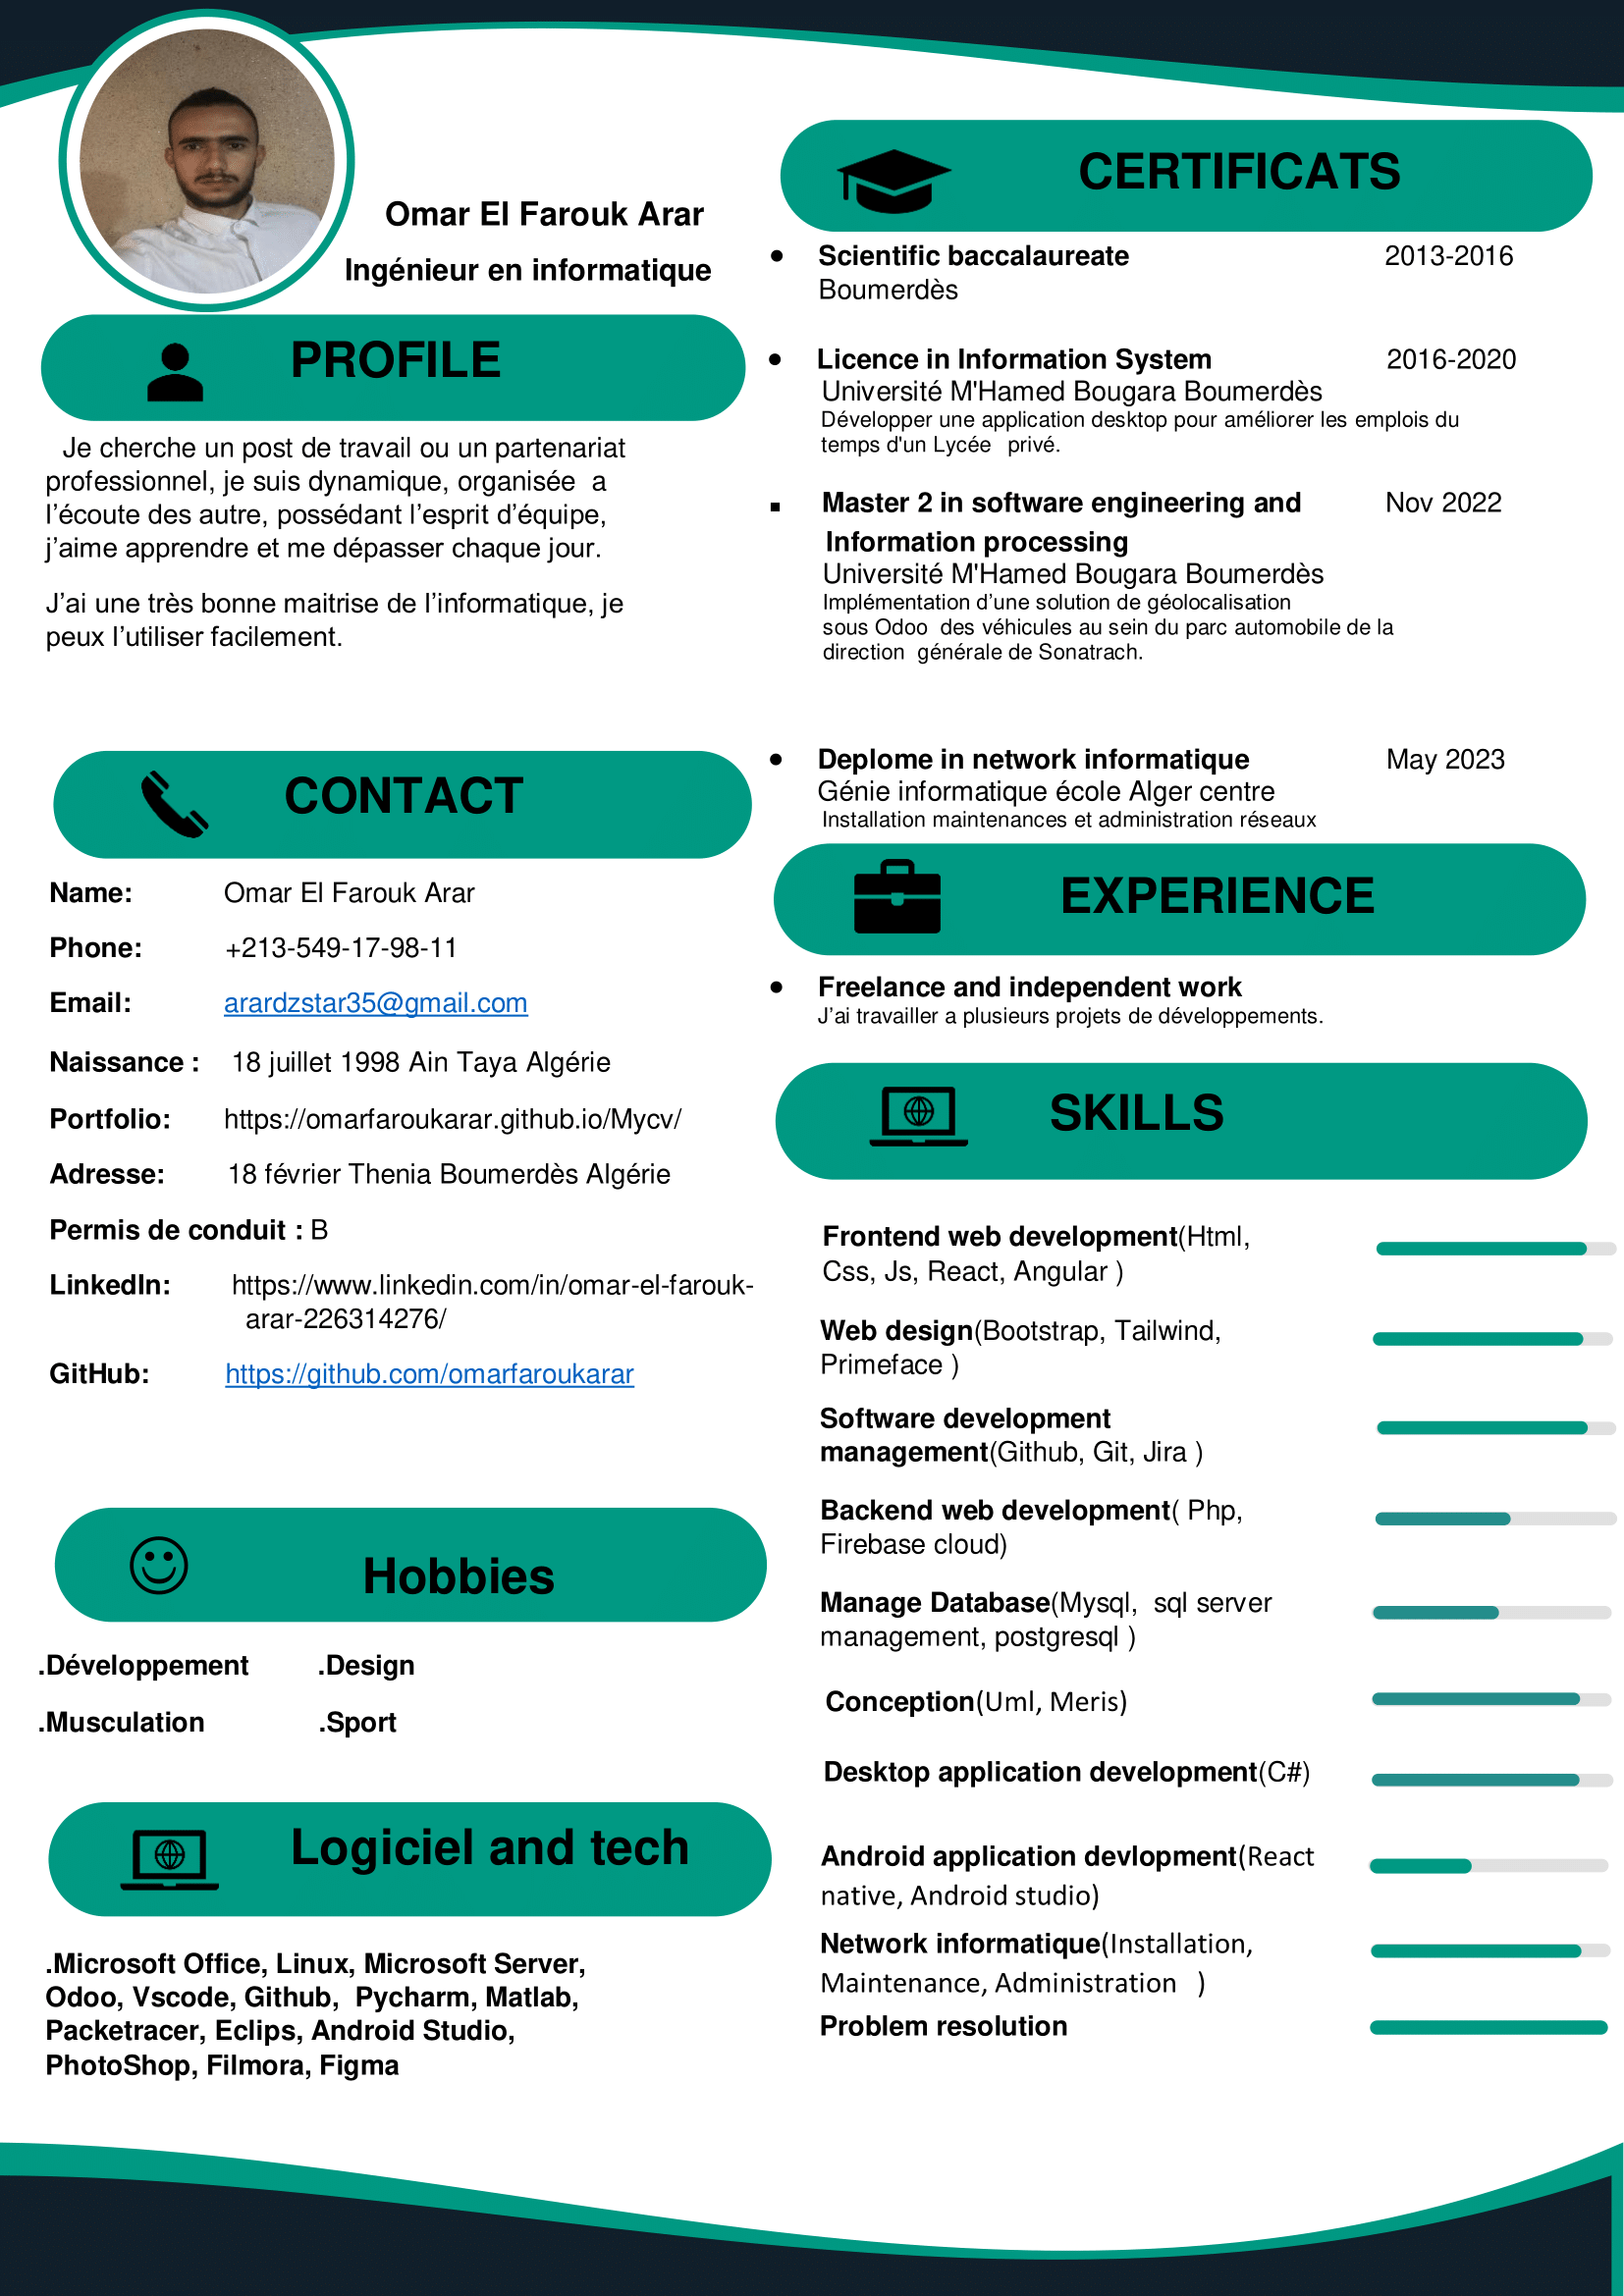 Omar El Farouk Arar
Ingénieur en informatique
PROFILE
Je cherche un post de travail ou un partenariat
professionnel, je suis dynamique, organisée  a
l’écoute des autre, possédant l’esprit d’équipe,
j’aime apprendre et me dépasser chaque jour.
J’ai une très bonne maitrise de l’informatique, je
peux l’utiliser facilement.
CONTACT
Name: Omar El Farouk Arar
Phone: +213-549-17-98-11
Email: arardzstar35@gmail.com
Naissance : 18 juillet 1998 Ain Taya Algérie
Portfolio: https://omarfaroukarar.github.io/Mycv/
Adresse: 18 février Thenia Boumerdès Algérie
Permis de conduit : B
LinkedIn: https://www.linkedin.com/in/omar-el-farouk-
arar-226314276/
GitHub: https://github.com/omarfaroukarar
Hobbies
.Développement .Design
.Musculation .Sport
Logiciel and tech
.Microsoft Office, Linux, Microsoft Server,
Odoo, Vscode, Github,  Pycharm, Matlab,
Packetracer, Eclips, Android Studio,
PhotoShop, Filmora, Figma
CERTIFICATS
• Scientific baccalaureate 2013-2016
Boumerdès
• Licence in Information System 2016-2020
Université M'Hamed Bougara Boumerdès
Développer une application desktop pour améliorer les emplois du
temps d'un Lycée  privé.
▪ Master 2 in software engineering and Nov 2022
Information processing
Université M'Hamed Bougara Boumerdès
Implémentation d’une solution de géolocalisation
sous Odoo  des véhicules au sein du parc automobile de la
direction  générale de Sonatrach.
• Deplome in network informatique May 2023
Génie informatique école Alger centre
Installation maintenances et administration réseaux
EXPERIENCE
• Freelance and independent work
J’ai travailler a plusieurs projets de développements.
SKILLS
Frontend web development(Html,
Css, Js, React, Angular )
Web design(Bootstrap, Tailwind,
Primeface )
Software development
management(Github, Git, Jira )
Backend web development( Php,
Firebase cloud)
Manage Database(Mysql,  sql server
management, postgresql )
Conception(Uml, Meris)
Desktop application development(C#)
Android application devlopment(React
native, Android studio)
Network informatique(Installation,
Maintenance, Administration   )
Problem resolution